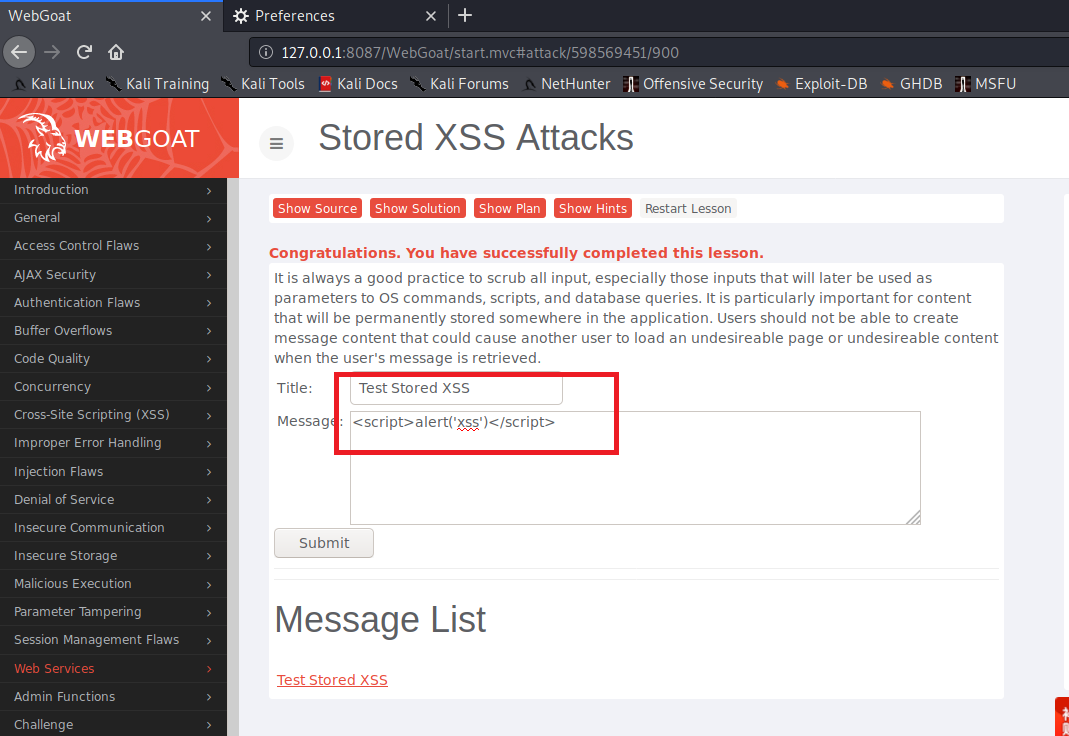 WebGoat
Preferences
127.0.0.1:8087/WebGoat/start.mvc#attack/598569451/900
Kali Linux Kali Training Kali Tools Kali Docs Kali Forums NetHunter Offensive Security Exploit-DB GHDB MSFU
WEBGOAT
Stored XSS Attacks
Introduction
General
Access Control Flaws
AJAX Security
Authentication Flaws
Buffer Overflows
Code Quality
Concurrency
Cross-Site Scripting (XSS)
Improper Error Handling
Injection Flaws
Denial of Service
Insecure Communication
Insecure Storage
Malicious Execution
Parameter Tampering
Session Management Flaws
Web Services
Admin Functions
Challenge
Show Source Show Solution Show Plan Show Hints Restart Lesson
Congratulations. You have successfully completed this lesson.
It is always a good practice to scrub all input, especially those inputs that will later be used as
parameters to OS commands, scripts, and database queries. It is particularly important for content
that will be permanently stored somewhere in the application. Users should not be able to create
message content that could cause another user to load an undesireable page or undesireable content
when the user's message is retrieved.
Title: Test Stored XSS
Message: <script>alert('xss')</script>
Submit
Message List
Test Stored XSS